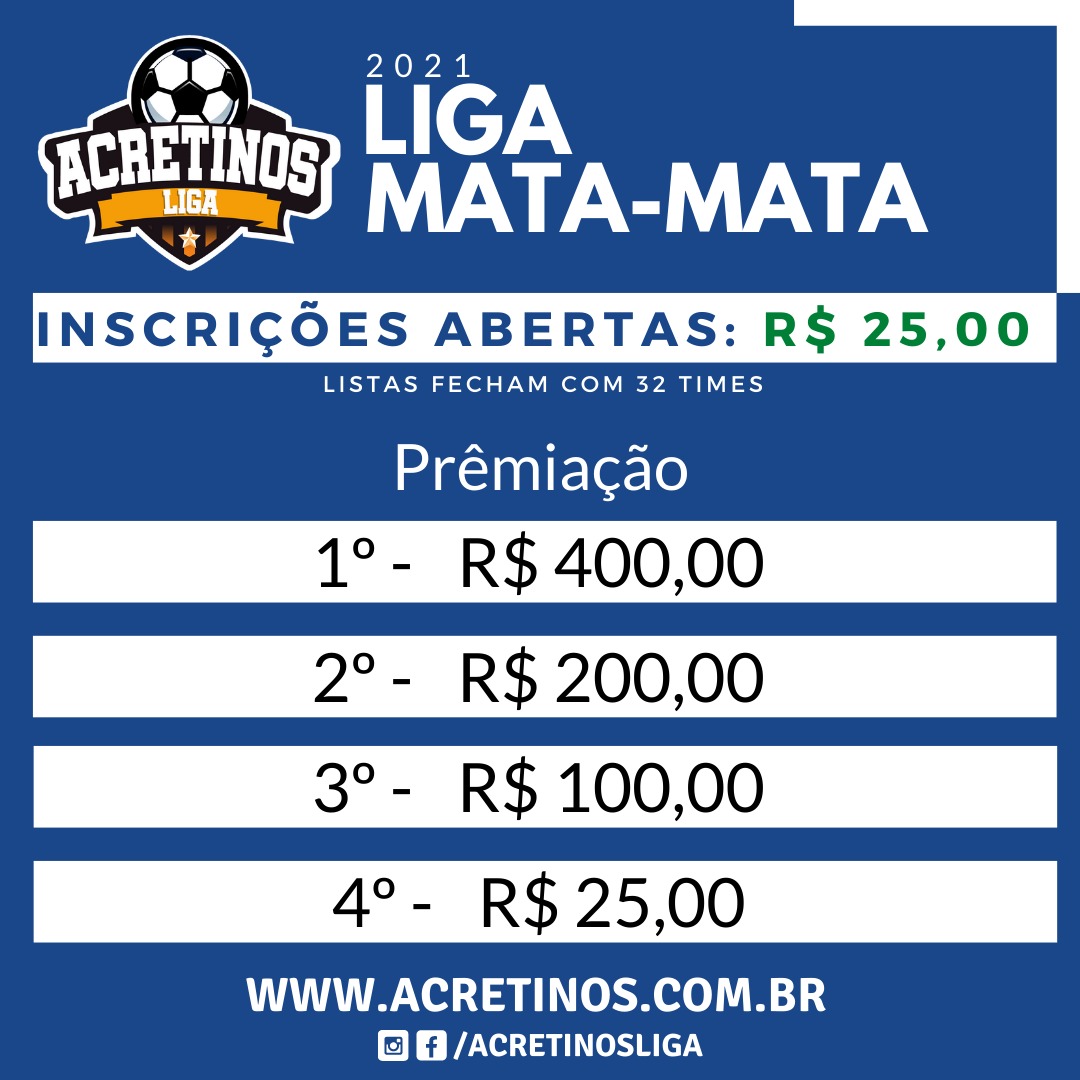 ACRETINOS
LIGA
2021
LIGA
MATA-MATA
INSCRIÇÕES ABERTAS: R$ 25,00
LISTAS FECHAM COM 32 TIMES
Prêmiação
1º - R$ 400,00
2º - R$ 200,00
3º - R$ 100,00
4º - R$ 25,00
WWW.ACRETINOS.COM.BR
/ACRETINOSLIGA